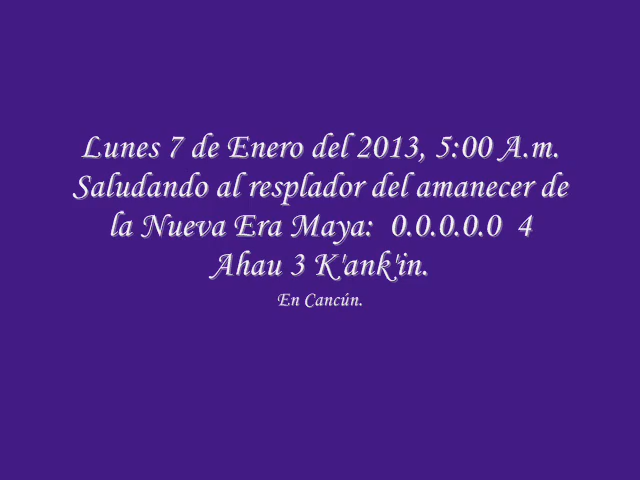 Lunes 7 de Enero del 2013, 5:00 A.m.
Saludando al resplador del amanecer de
la Nueva Era Maya:  0.0.0.0.0  4
Ahau 3 K'ank'in.
En Cancún.